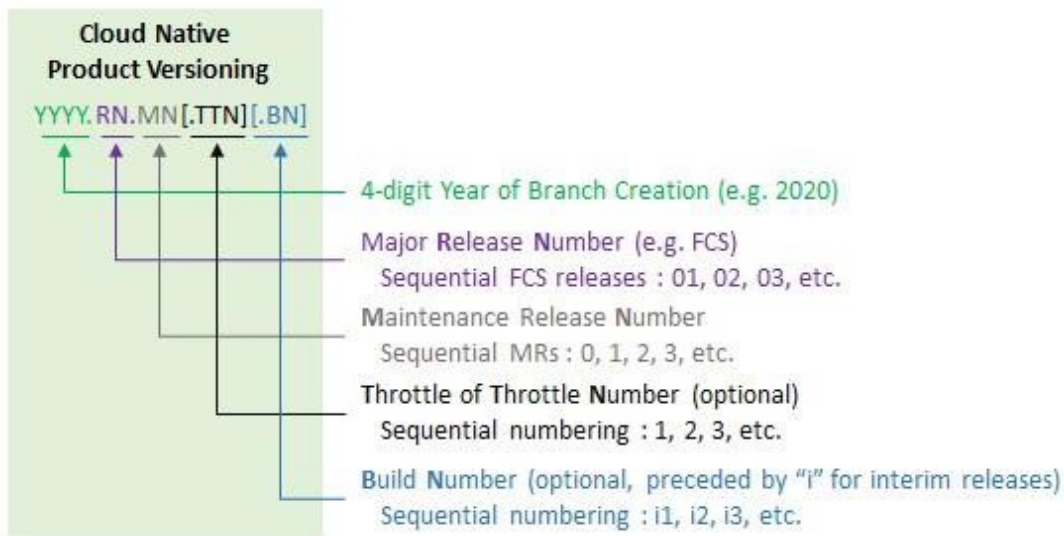 Cloud Native
Product Versioning
YYYY.RN.MN[.TTN][.BN]
4-digit Year of Branch Creation (e.g. 2020)
Major Release Number (e.g. FCS)
Sequential FCS releases : 01, 02, 03, etc.
Maintenance Release Number
Sequential MRs : 0, 1, 2, 3, etc.
Throttle of Throttle Number (optional)
Sequential numbering : 1, 2, 3, etc.
Build Number (optional, preceded by “i” for interim releases)
Sequential numbering : i1, i2, i3, etc.